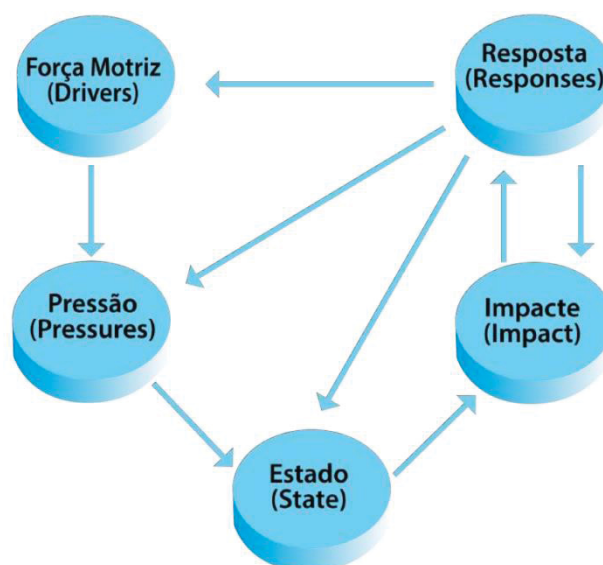 Força Motriz
(Drivers)
Resposta
(Responses)
Pressão
(Pressures)
Impacte
(Impact)
Estado
(State)